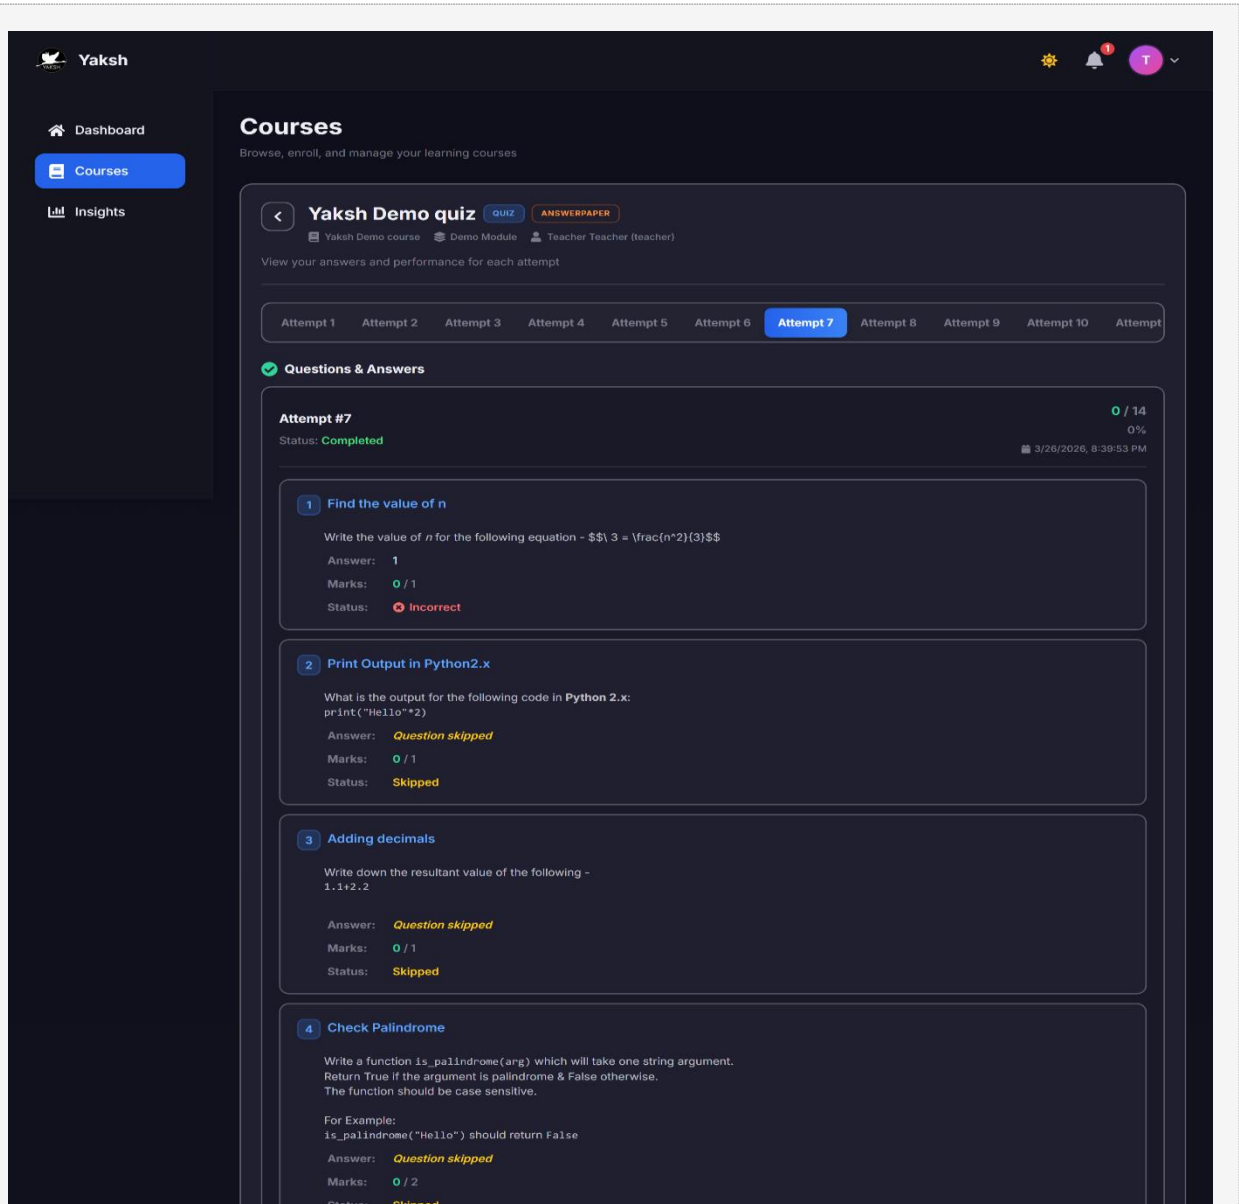 Yaksh
1
T
Dashboard
Courses
Insights
Courses
Browse, enroll, and manage your learning courses
Yaksh Demo quiz QUIZ ANSWERPAPER
Yaksh Demo course Demo Module Teacher Teacher (teacher)
View your answers and performance for each attempt
Attempt 1 Attempt 2 Attempt 3 Attempt 4 Attempt 5 Attempt 6 Attempt 7 Attempt 8 Attempt 9 Attempt 10 Attempt
Questions & Answers
Attempt #7
0 / 14
Status: Completed
0%
3/26/2026, 8:39:53 PM
1 Find the value of n
Write the value of n for the following equation - $$\ 3 = \frac{n^2}{3}$$
Answer: 1
Marks: 0 / 1
Status: Incorrect
2 Print Output in Python2.x
What is the output for the following code in Python 2.x:
print("Hello"*2)
Answer: Question skipped
Marks: 0 / 1
Status: Skipped
3 Adding decimals
Write down the resultant value of the following -
1.1+2.2
Answer: Question skipped
Marks: 0 / 1
Status: Skipped
4 Check Palindrome
Write a function is_palindrome(arg) which will take one string argument.
Return True if the argument is palindrome & False otherwise.
The function should be case sensitive.
For Example:
is_palindrome("Hello") should return False
Answer: Question skipped
Marks: 0 / 2
Status: Skipped